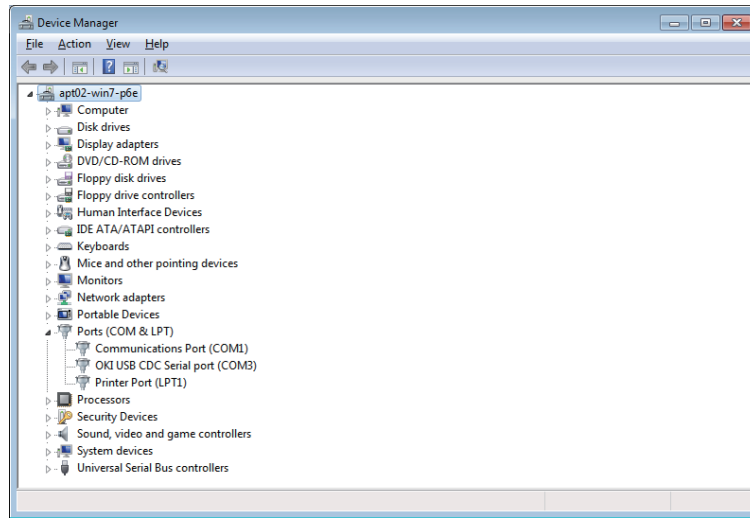 Device Manager
File Action View Help
apt02-win7-p6e
Computer
Disk drives
Display adapters
DVD/CD-ROM drives
Floppy disk drives
Floppy drive controllers
Human Interface Devices
IDE ATA/ATAPI controllers
Keyboards
Mice and other pointing devices
Monitors
Network adapters
Portable Devices
Ports (COM & LPT)
Communications Port (COM1)
OKI USB CDC Serial port (COM3)
Printer Port (LPT1)
Processors
Security Devices
Sound, video and game controllers
System devices
Universal Serial Bus controllers